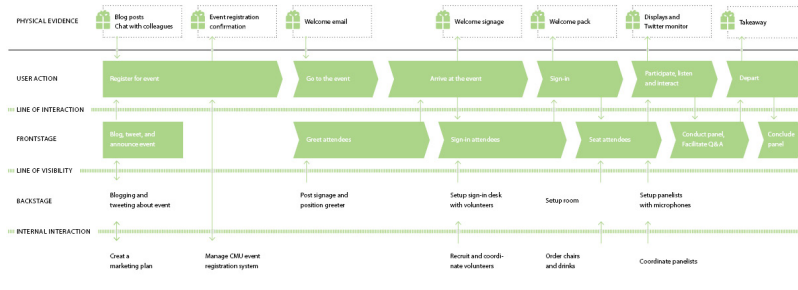 PHYSICAL EVIDENCE
Blog posts
Chat with colleagues
Event registration
confirmation
Welcome email
Welcome signage
Welcome pack
Displays and
Twitter monitor
Takeaway
USER ACTION
Register for event
Go to the event
Arrive at the event
Sign-in
Participate, listen
and interact
Depart
LINE OF INTERACTION
FRONTSTAGE
Blog, tweet, and
announce event
Greet attendees
Sign-in attendees
Seat attendees
Conduct panel,
Facilitate Q&A
Conclude
panel
LINE OF VISIBILITY
BACKSTAGE
Blogging and
tweeting about event
Post signage and
position greeter
Setup sign-in desk
with volunteers
Setup room
Setup panelists
with microphones
INTERNAL INTERACTION
Creat a
marketing plan
Manage CMU event
registration system
Recruit and coordi-
nate volunteers
Order chairs
and drinks
Coordinate panelists